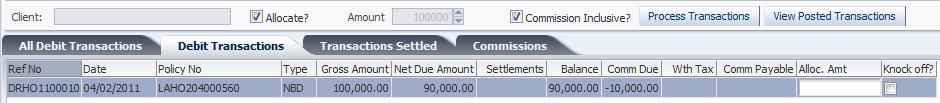 Client: Allocate? Amount 100000 Commission Inclusive? Process Transactions View Posted Transactions
All Debit Transactions Debit Transactions Transactions Settled Commissions
Ref No Date Policy No Type Gross Amount Net Due Amount Settlements Balance Comm Due Wth Tax Comm Payable Alloc. Amt Knock off?
DRHO1100010 04/02/2011 LAHO204000560 NBD 100,000.00 90,000.00 90,000.00 -10,000.00